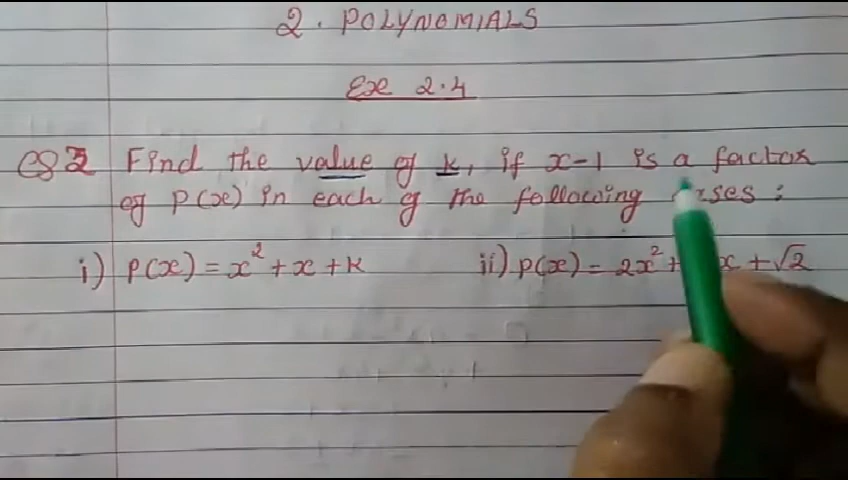 2. POLYNOMIALS
Ex 2.4
Q3 Find the value of k, if x-1 is a factor
of P(x) in each of the following :
i) P(x) = x² + x + k ii) P(x) = 2x² + x + √2